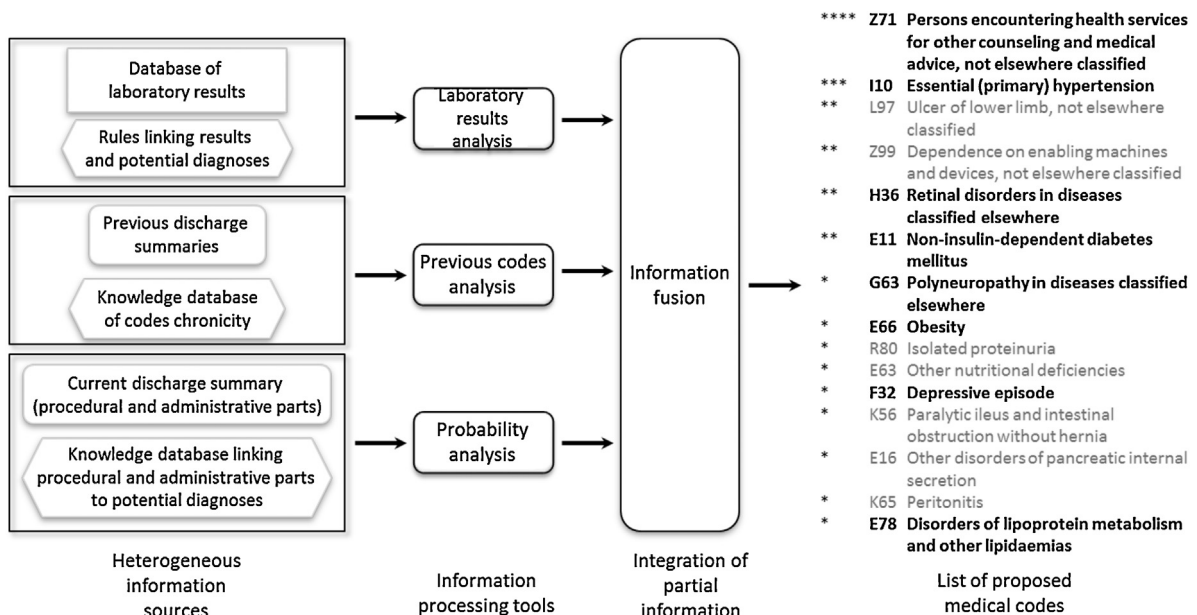 Database of
laboratory results
Rules linking results
and potential diagnoses
Previous discharge
summaries
Knowledge database
of codes chronicity
Current discharge summary
(procedural and administrative parts)
Knowledge database linking
procedural and administrative parts
to potential diagnoses
Heterogeneous
information
sources
Laboratory
results
analysis
Previous codes
analysis
Probability
analysis
Information
processing tools
Information
fusion
Integration of
partial
information
**** Z71 Persons encountering health services
for other counseling and medical
advice, not elsewhere classified
*** I10 Essential (primary) hypertension
** L97 Ulcer of lower limb, not elsewhere
classified
** Z99 Dependence on enabling machines
and devices, not elsewhere classified
** H36 Retinal disorders in diseases
classified elsewhere
** E11 Non-insulin-dependent diabetes
mellitus
* G63 Polyneuropathy in diseases classified
elsewhere
* E66 Obesity
* R80 Isolated proteinuria
* E63 Other nutritional deficiencies
* F32 Depressive episode
* K56 Paralytic ileus and intestinal
obstruction without hernia
* E16 Other disorders of pancreatic internal
secretion
* K65 Peritonitis
* E78 Disorders of lipoprotein metabolism
and other lipidaemias
List of proposed
medical codes